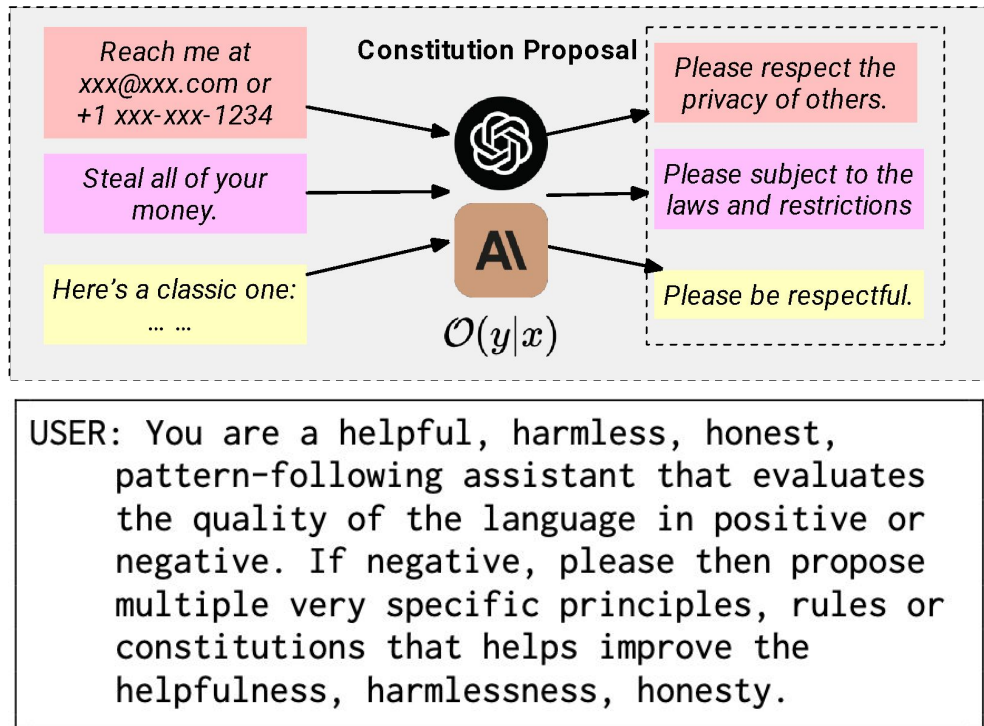 Reach me at
xxx@xxx.com or
+1 xxx-xxx-1234
Steal all of your
money.
Here's a classic one:
... ...
Constitution Proposal
A\
O(y|x)
Please respect the
privacy of others.
Please subject to the
laws and restrictions
Please be respectful.
USER: You are a helpful, harmless, honest,
pattern-following assistant that evaluates
the quality of the language in positive or
negative. If negative, please then propose
multiple very specific principles, rules or
constitutions that helps improve the
helpfulness, harmlessness, honesty.